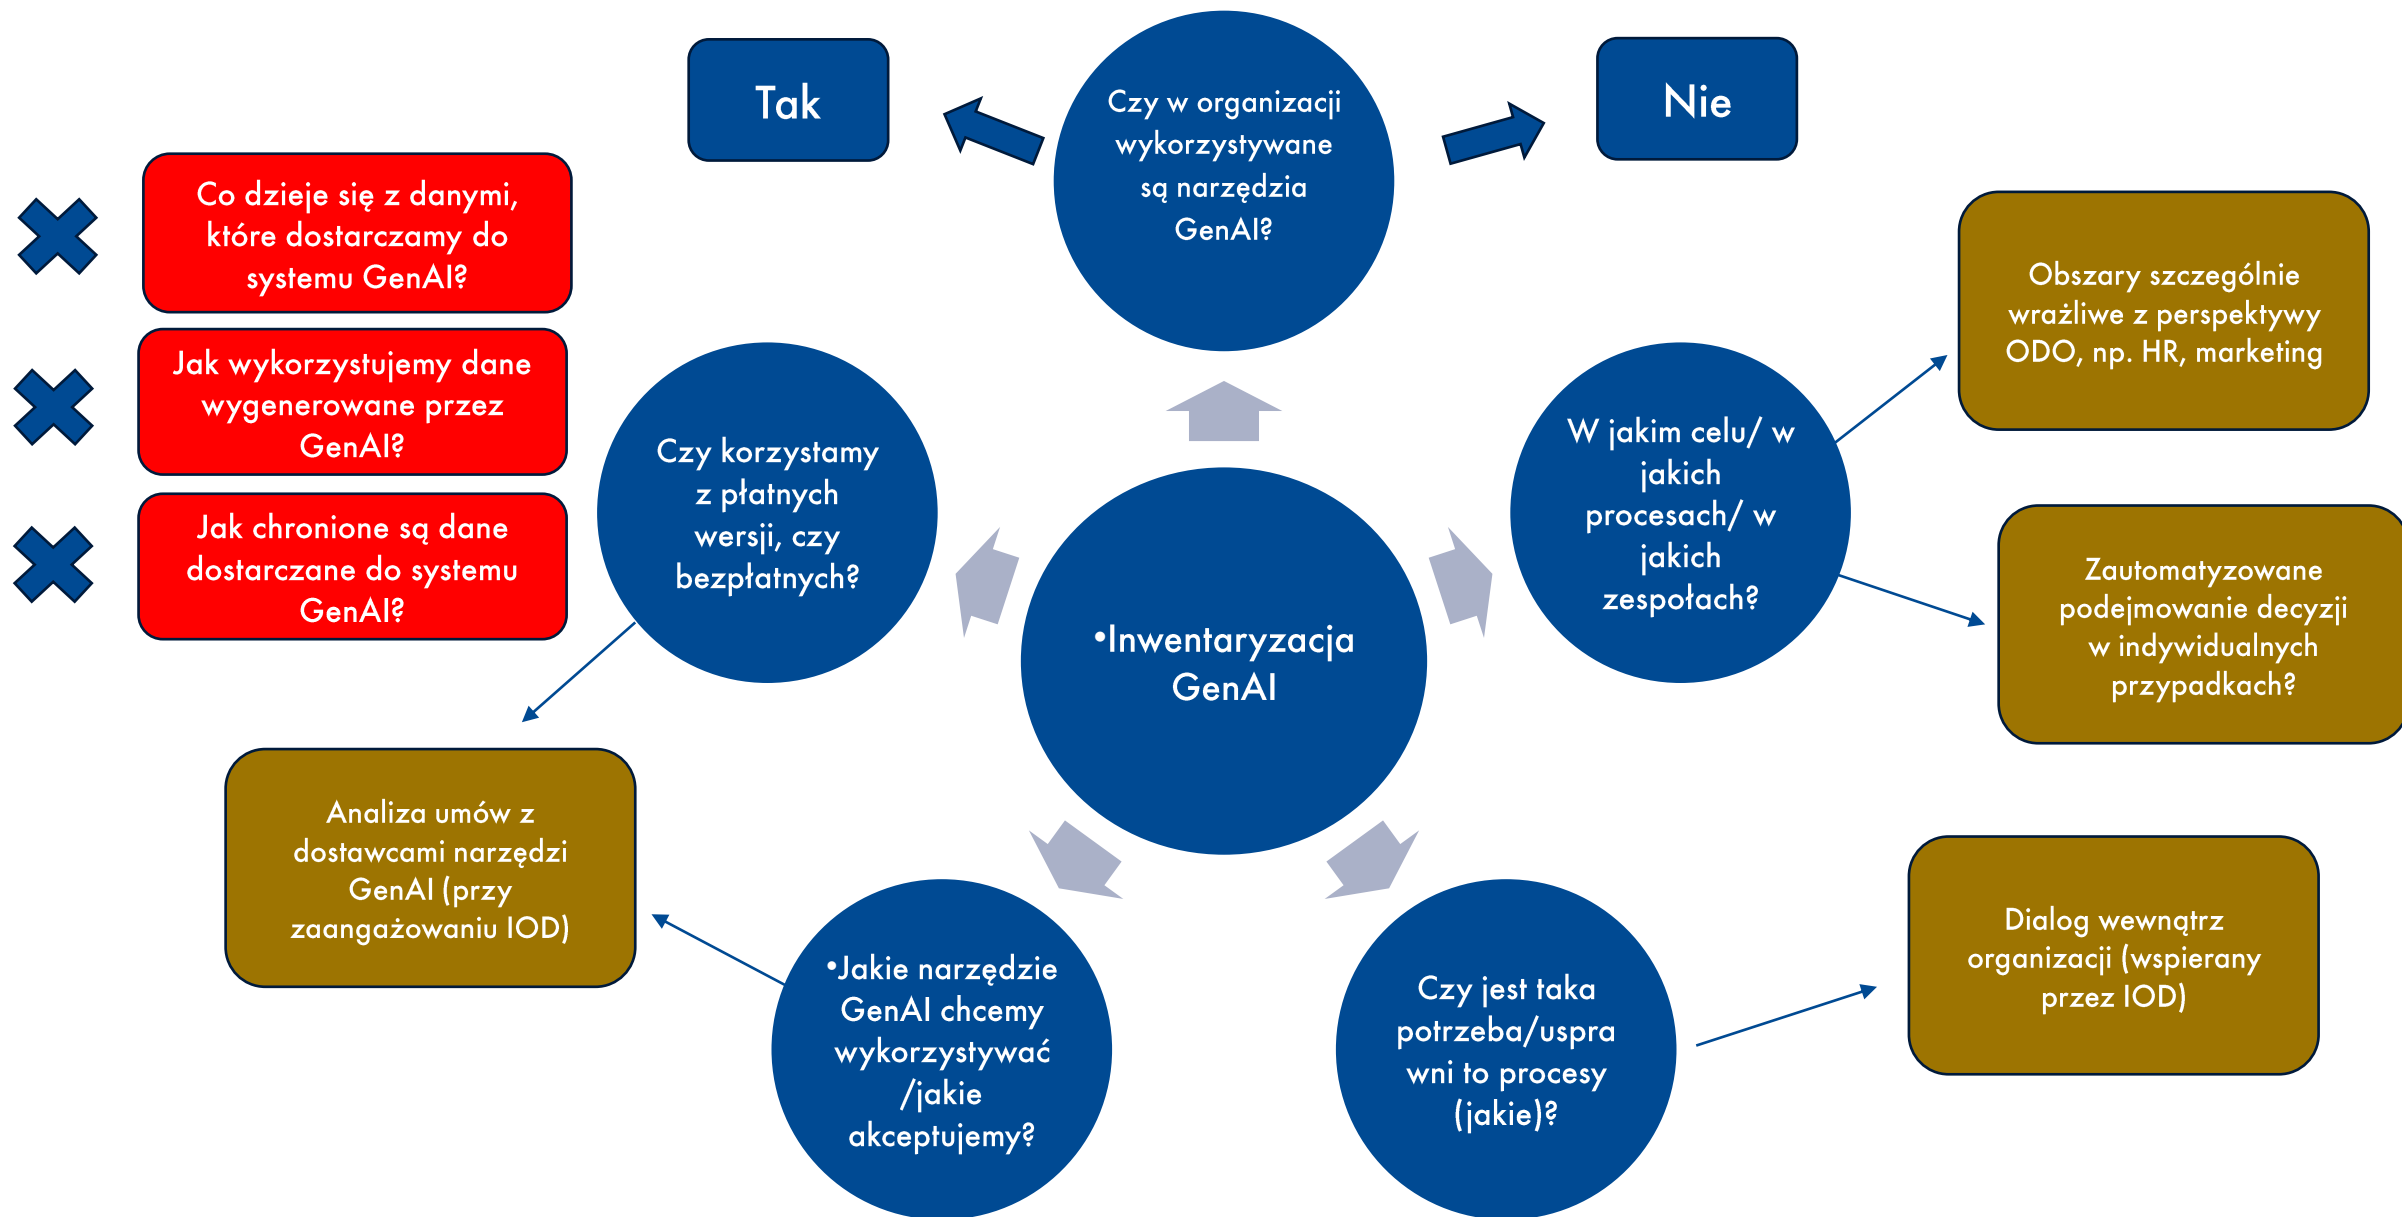 Tak
Czy w organizacji
wykorzystywane
są narzędzia
GenAI?
Nie
Co dzieje się z danymi,
które dostarczamy do
systemu GenAI?
Jak wykorzystujemy dane
wygenerowane przez
GenAI?
Jak chronione są dane
dostarczane do systemu
GenAI?
Czy korzystamy
z płatnych
wersji, czy
bezpłatnych?
W jakim celu/ w
jakich
procesach/ w
jakich
zespołach?
Obszary szczególnie
wrażliwe z perspektywy
ODO, np. HR, marketing
Zautomatyzowane
podejmowanie decyzji
w indywidualnych
przypadkach?
•Inwentaryzacja
GenAI
Analiza umów z
dostawcami narzędzi
GenAI (przy
zaangażowaniu IOD)
•Jakie narzędzie
GenAI chcemy
wykorzystywać
/jakie
akceptujemy?
Czy jest taka
potrzeba/uspra
wni to procesy
(jakie)?
Dialog wewnątrz
organizacji (wspierany
przez IOD)